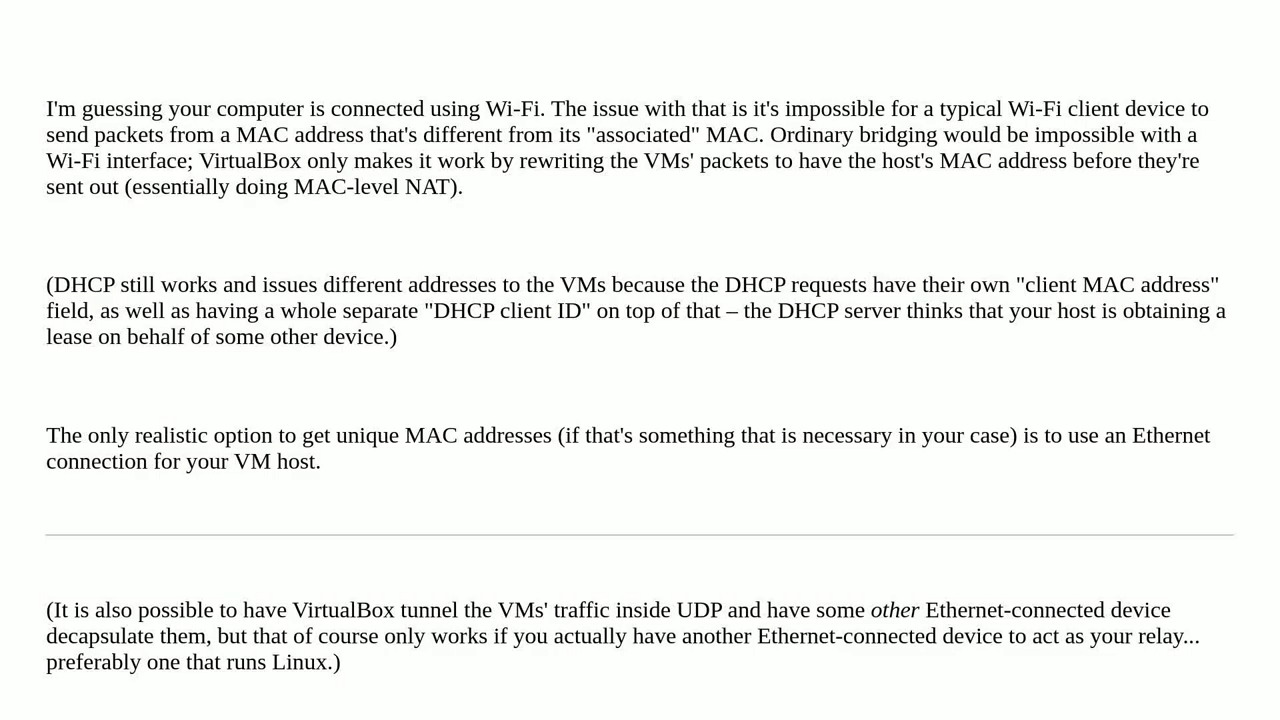 I'm guessing your computer is connected using Wi-Fi. The issue with that is it's impossible for a typical Wi-Fi client device to
send packets from a MAC address that's different from its "associated" MAC. Ordinary bridging would be impossible with a
Wi-Fi interface; VirtualBox only makes it work by rewriting the VMs' packets to have the host's MAC address before they're
sent out (essentially doing MAC-level NAT).
(DHCP still works and issues different addresses to the VMs because the DHCP requests have their own "client MAC address"
field, as well as having a whole separate "DHCP client ID" on top of that – the DHCP server thinks that your host is obtaining a
lease on behalf of some other device.)
The only realistic option to get unique MAC addresses (if that's something that is necessary in your case) is to use an Ethernet
connection for your VM host.
(It is also possible to have VirtualBox tunnel the VMs' traffic inside UDP and have some other Ethernet-connected device
decapsulate them, but that of course only works if you actually have another Ethernet-connected device to act as your relay...
preferably one that runs Linux.)